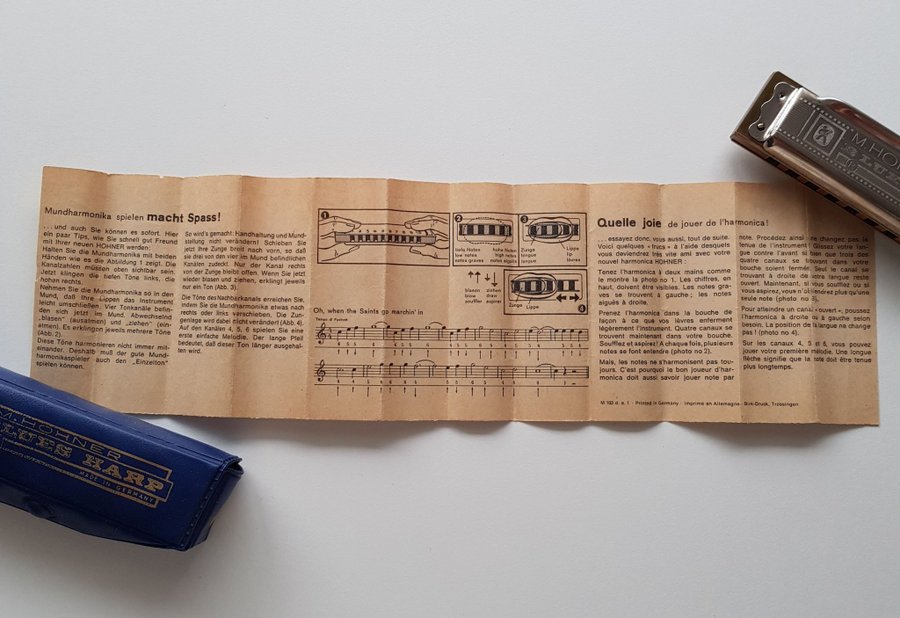 Mundharmonika spielen macht Spass!
. . . und auch Sie können es sofort. Hier
ein paar Tips, wie Sie schnell gut Freund
mit Ihrer neuen HOHNER werden:
Halten Sie die Mundharmonika mit beiden
Händen wie es die Abbildung 1 zeigt. Die
Kanalzahlen müssen oben sichtbar sein.
Jetzt klingen die tiefen Töne links, die
hohen rechts.
Nehmen Sie die Mundharmonika so in den
Mund, daß Ihre Lippen das Instrument
leicht umschließen. Vier Tonkanäle befin-
den sich jetzt im Mund. Abwechselnd
„blasen" (ausatmen) und „ziehen" (ein-
atmen). Es erklingen jeweils mehrere Töne
(Abb. 2).
Diese Töne harmonieren nicht immer mit-
einander. Deshalb muß der gute Mund-
harmonikaspieler auch den „Einzelton"
spielen können.
So wird's gemacht: Handhaltung und Mund-
stellung nicht verändern! Schieben Sie
jetzt Ihre Zunge breit nach vorn, so daß
sie drei von den vier im Mund befindlichen
Kanälen zudeckt. Nur der Kanal rechts
von der Zunge bleibt offen. Wenn Sie jetzt
wieder blasen und ziehen, erklingt jeweils
nur ein Ton (Abb. 3).
Die Töne des Nachbarkanals erreichen Sie,
indem Sie die Mundharmonika etwas nach
rechts oder links verschieben. Die Zun-
genlage wird dabei nicht verändert (Abb. 4).
Auf den Kanälen 4, 5, 6 spielen Sie eine
erste einfache Melodie. Der lange Pfeil
bedeutet, daß dieser Ton länger ausgehal-
ten wird.
1
2
tiefe Noten
low notes
notes graves
hohe Noten
high notes
notes aiguës
3
Zunge
tongue
langue
Lippe
lip
lèvres
blasen
blow
souffler
ziehen
draw
aspirer
Zunge
Lippe
4
Oh, when the Saints go marchin' in
Quelle joie de jouer de l'harmonica!
. . . essayez donc, vous aussi, tout de suite.
Voici quelques « trucs » à l'aide desquels
vous deviendrez très vite ami avec votre
nouvel harmonica HOHNER :
Tenez l'harmonica à deux mains comme
le montre la photo no 1. Les chiffres, en
haut, doivent être visibles. Les notes gra-
ves se trouvent à gauche ; les notes
aiguës à droite.
Prenez l'harmonica dans la bouche de
façon à ce que vos lèvres enferment
légèrement l'instrument. Quatre canaux se
trouvent maintenant dans votre bouche.
Soufflez et aspirez! A chaque fois, plusieurs
notes se font entendre (photo no 2).
Mais, les notes ne s'harmonisent pas tou-
jours. C'est pourquoi le bon joueur d'har-
monica doit aussi savoir jouer note par
note. Procédez ainsi : ne changez pas la
tenue de l'instrument. Glissez votre lan-
gue contre l'avant si bien que trois des
quatre canaux se trouvant dans votre
bouche soient fermés. Seul le canal se
trouvant à droite de votre langue reste
ouvert. Maintenant, si vous soufflez ou si
vous aspirez, vous n'obtiendrez plus qu'une
seule note (photo no 3).
Pour atteindre un canal « ouvert », poussez
l'harmonica à droite ou à gauche selon
besoin. La position de la langue ne change
pas! (photo no 4).
Sur les canaux 4, 5 et 6, vous pouvez
jouer votre première mélodie. Une longue
flèche signifie que la note doit être tenue
plus longtemps.
M 103 d. e. f. · Printed in Germany · Imprimé en Allemagne · Birk-Druck, Trossingen
M. HOH
BLUE
M. HOHNER
BLUES HARP
MADE IN GERMANY